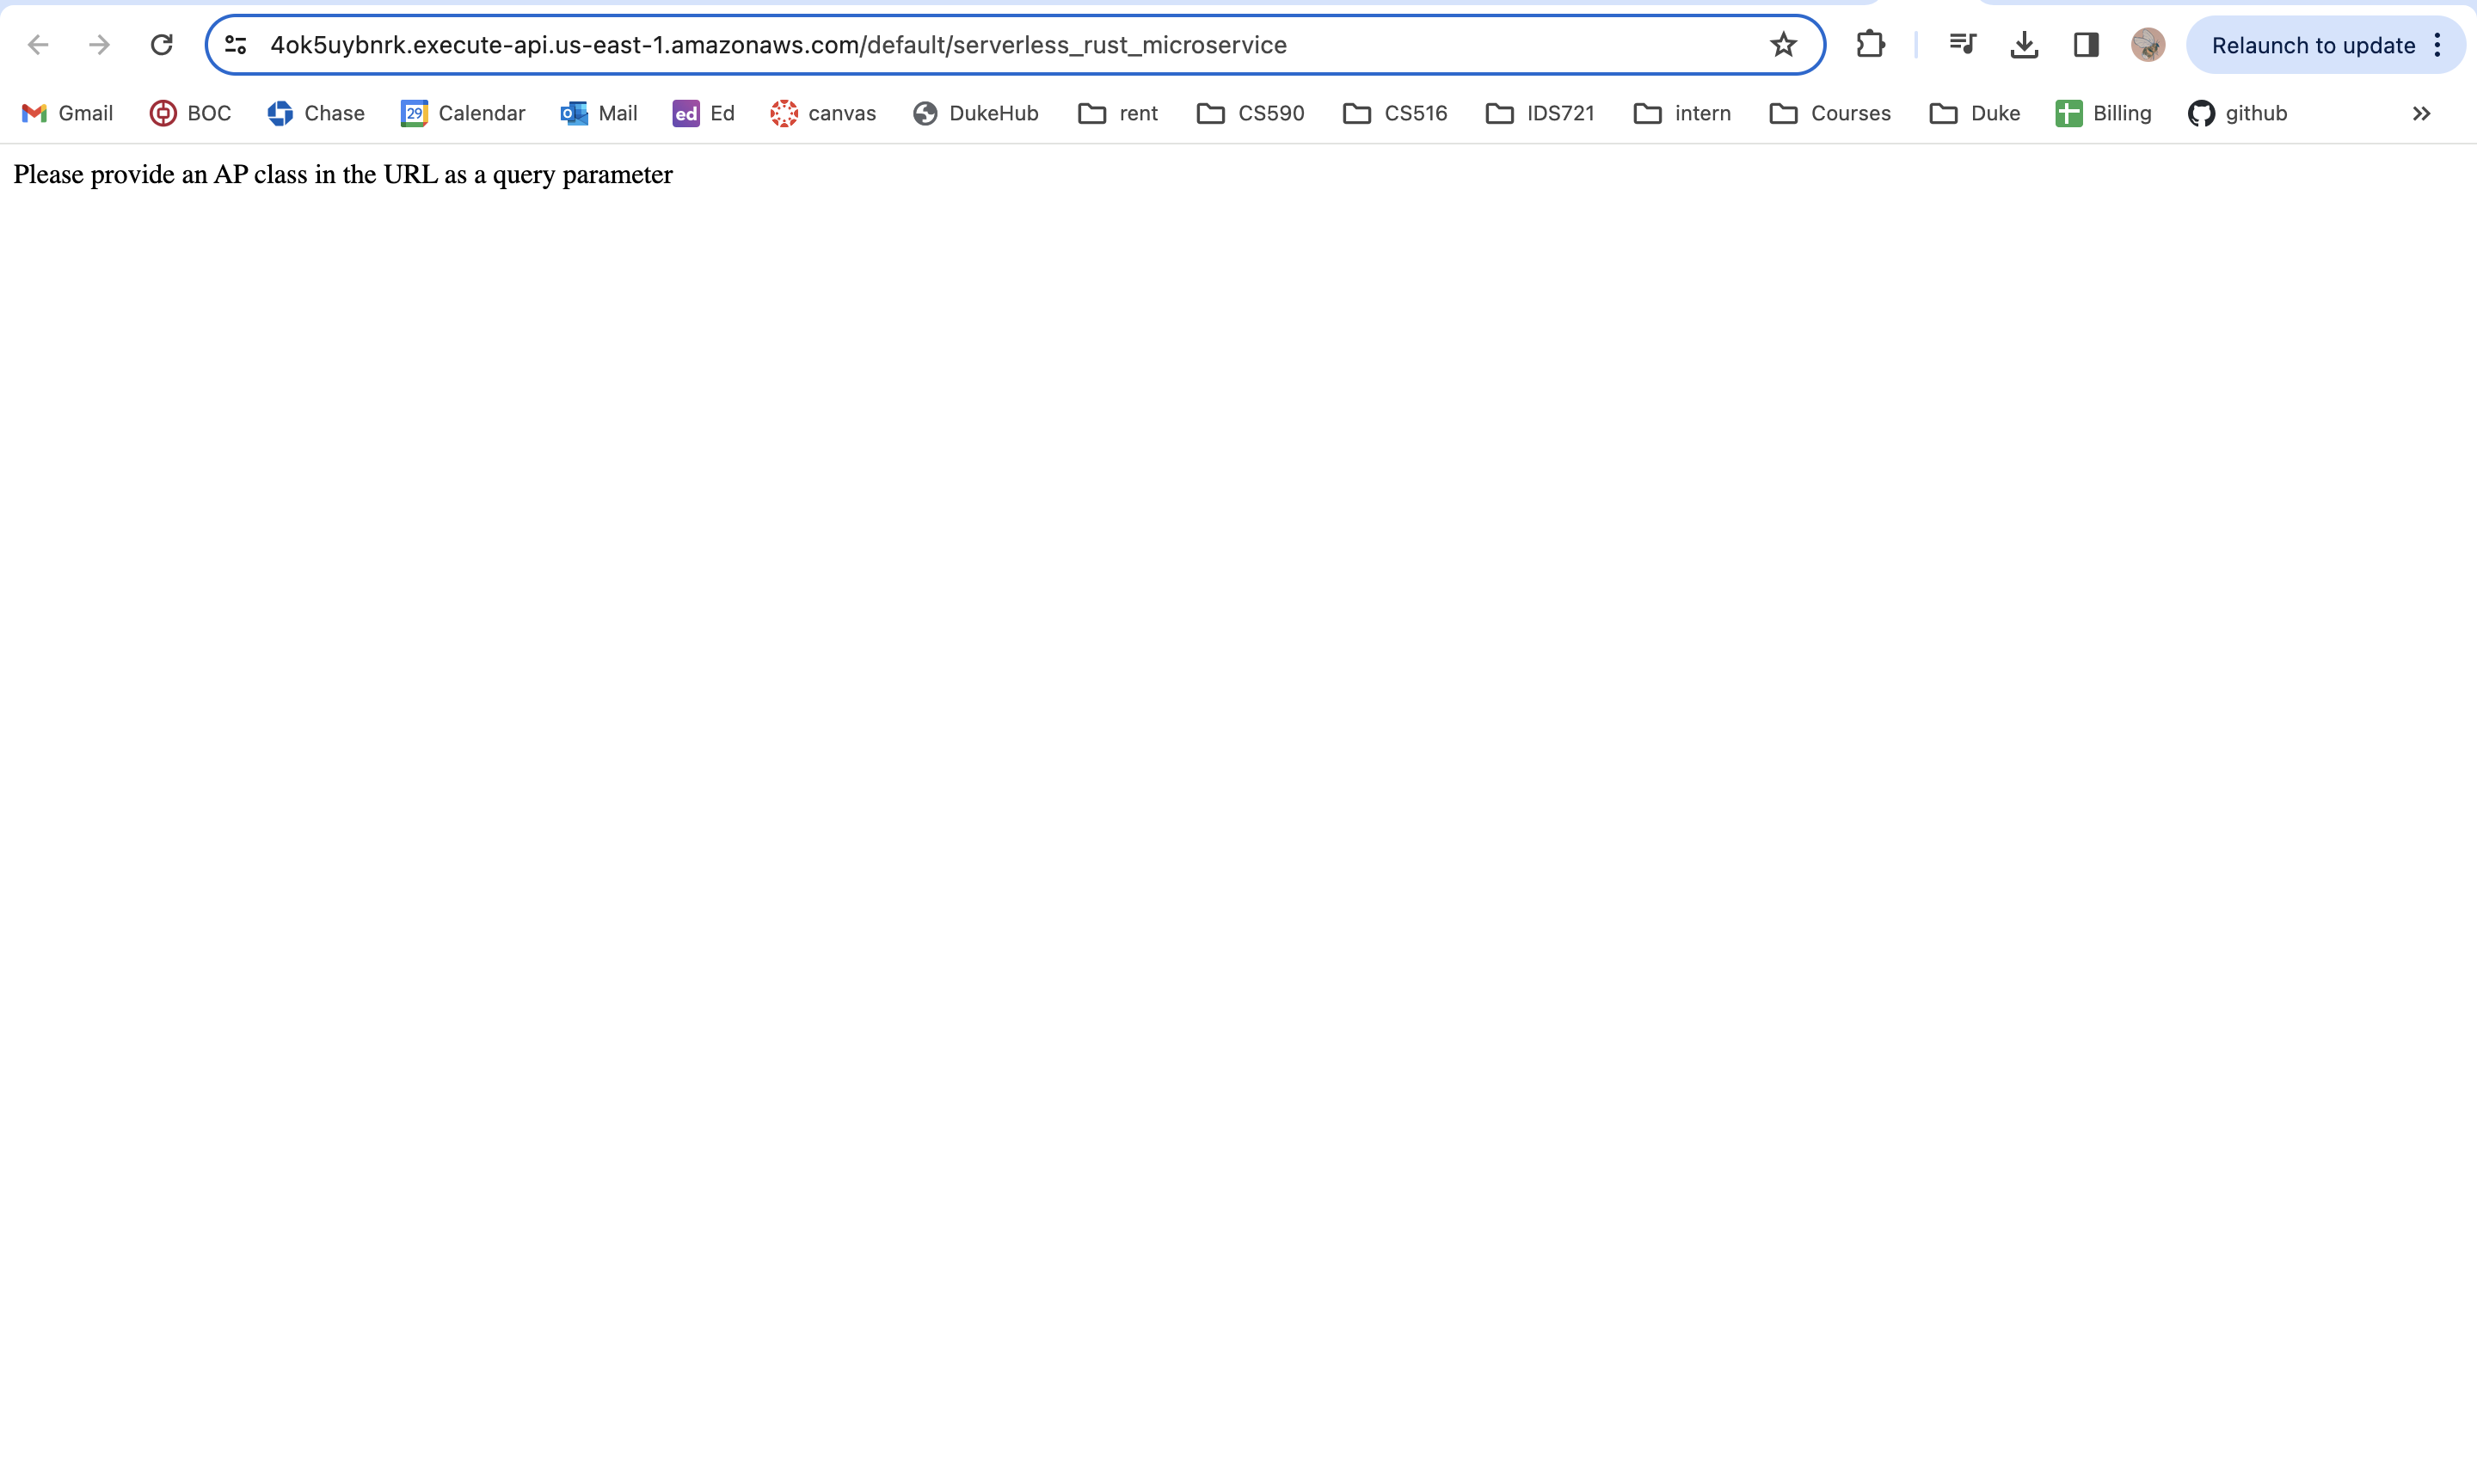 4ok5uybnrk.execute-api.us-east-1.amazonaws.com/default/serverless_rust_microservice Relaunch to update
Gmail BOC Chase 29 Calendar Mail ed Ed canvas DukeHub rent CS590 CS516 IDS721 intern Courses Duke Billing github
Please provide an AP class in the URL as a query parameter